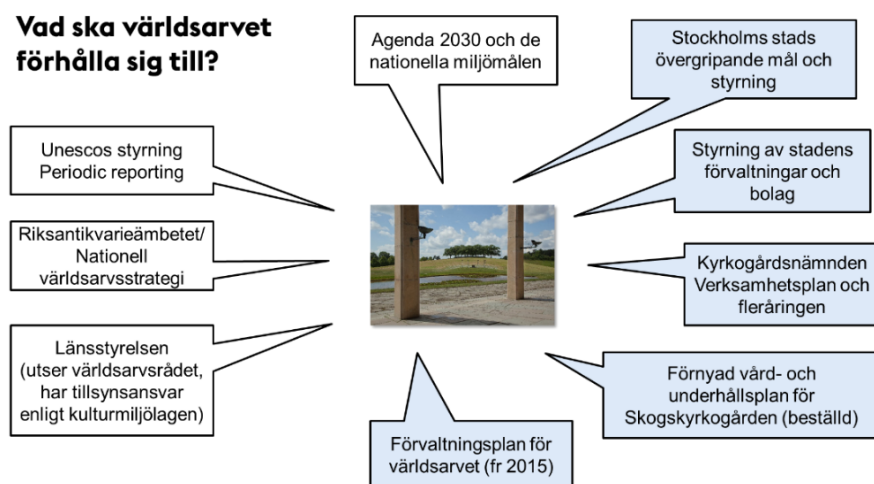 Vad ska världsarvet
förhålla sig till?
Agenda 2030 och de
nationella miljömålen
Stockholms stads
övergripande mål och
styrning
Unescos styrning
Periodic reporting
Styrning av stadens
förvaltningar och
bolag
Riksantikvarieämbetet/
Nationell
världsarvsstrategi
Kyrkogårdsnämnden
Verksamhetsplan och
fleråringen
Länsstyrelsen
(utser världsarvsrådet,
har tillsynsansvar
enligt kulturmiljölagen)
Förnyad vård- och
underhållsplan för
Skogskyrkogården (beställd)
Förvaltningsplan för
världsarvet (fr 2015)